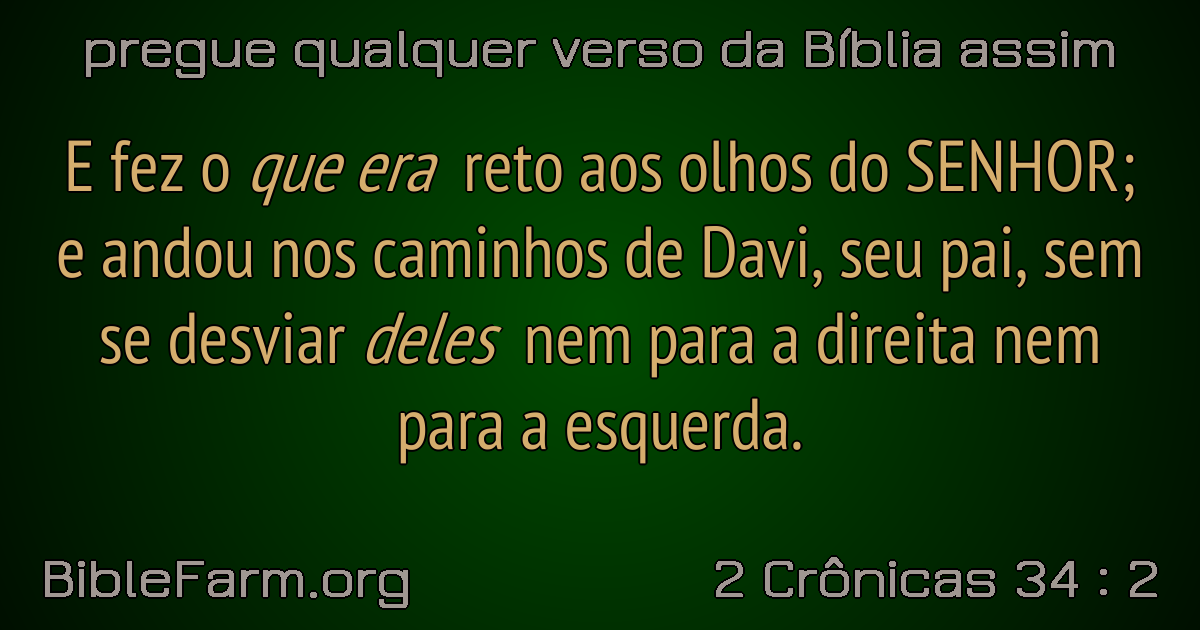 pregue qualquer verso da Bíblia assim
E fez o que era reto aos olhos do SENHOR;
e andou nos caminhos de Davi, seu pai, sem
se desviar deles nem para a direita nem
para a esquerda.
BibleFarm.org
2 Crônicas 34 : 2